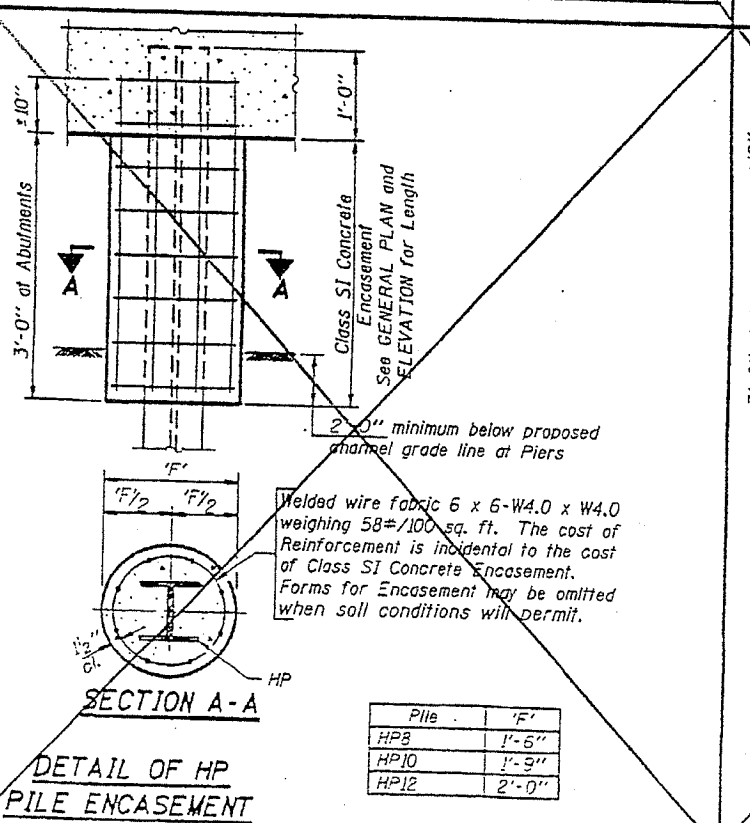 ±10"
1'-0"
3'-0" at Abutments
Class SI Concrete
Encasement
See GENERAL PLAN and
ELEVATION for Length
A
A
2'-0" minimum below proposed
channel grade line at Piers
'F'
'F'/2
'F'/2
Welded wire fabric 6 x 6-W4.0 x W4.0
weighing 58#/100 sq. ft. The cost of
Reinforcement is incidental to the cost
of Class SI Concrete Encasement.
Forms for Encasement may be omitted
when soil conditions will permit.
1½"
cl.
HP
SECTION A-A
DETAIL OF HP
PILE ENCASEMENT
Pile 'F'
HP8 1'-6"
HP10 1'-9"
HP12 2'-0"